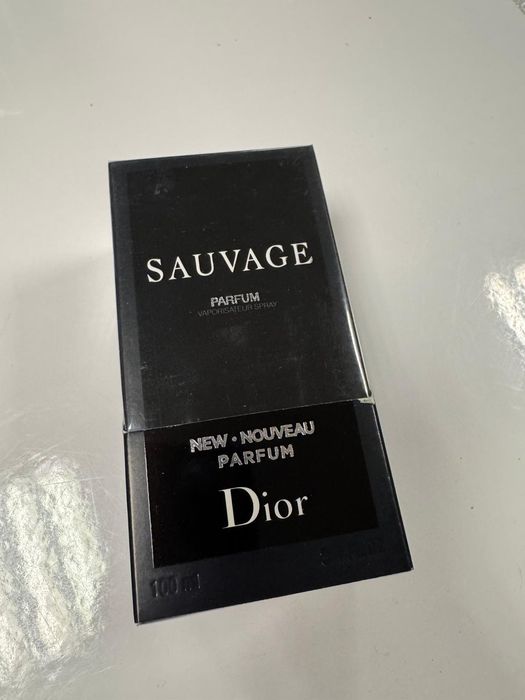 SAUVAGE
PARFUM
VAPORISATEUR SPRAY
NEW · NOUVEAU
PARFUM
Dior
100 ml